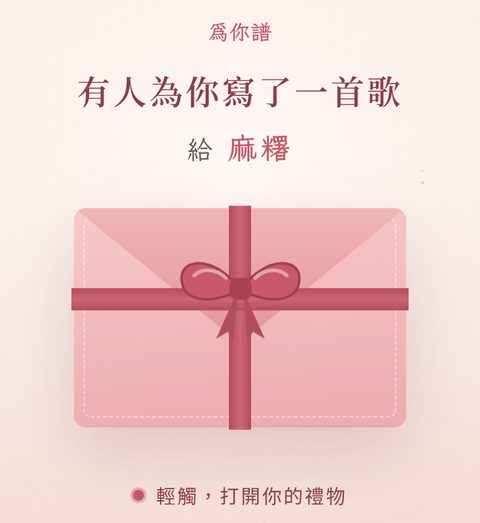 爲你譜
有人為你寫了一首歌
給 麻糬
輕觸，打開你的禮物